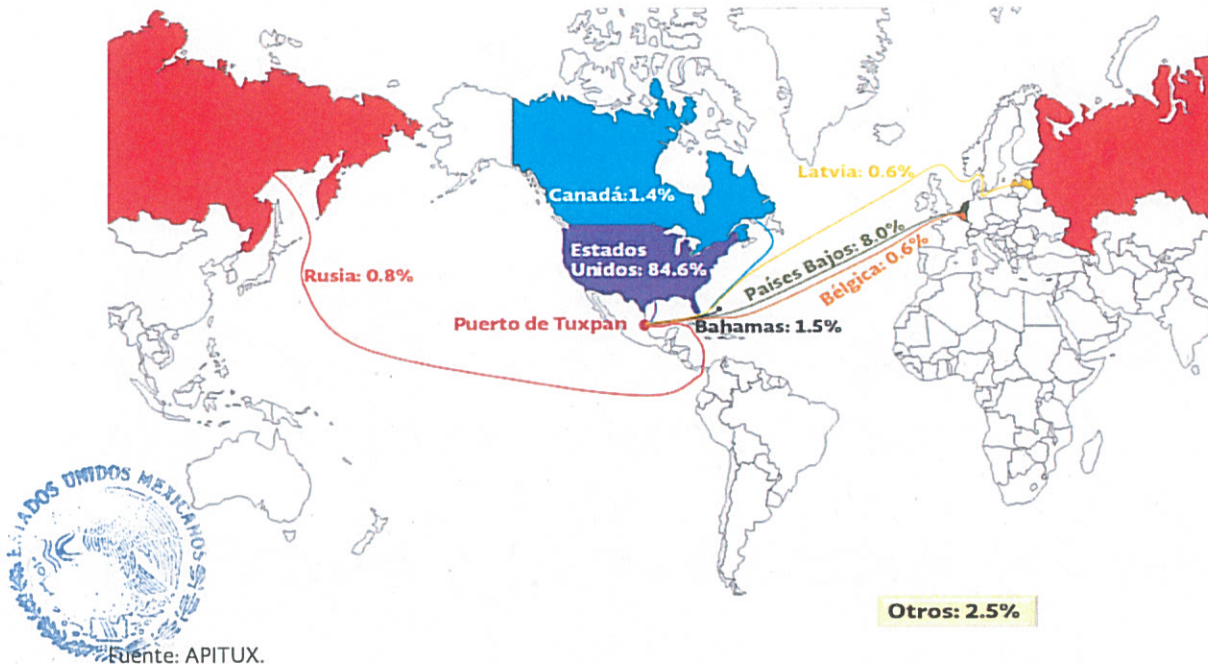 Latvia: 0.6%
Canadá:1.4%
Estados
Unidos: 84.6%
Países Bajos: 8.0%
Rusia: 0.8%
Bélgica: 0.6%
Puerto de Tuxpan
Bahamas: 1.5%
ESTADOS UNIDOS MEXICANOS
Otros: 2.5%
Fuente: APITUX.